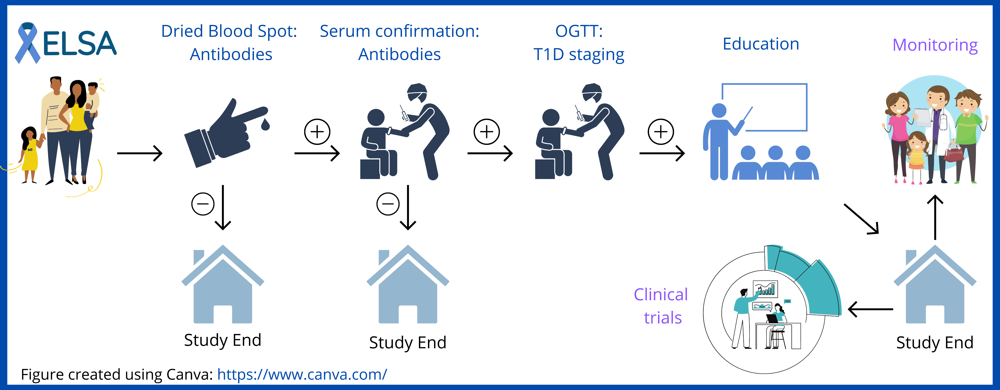 ELSA
Dried Blood Spot:
Antibodies
Serum confirmation:
Antibodies
OGTT:
T1D staging
Education
Monitoring
Clinical
trials
Study End
Study End
Study End
Figure created using Canva: https://www.canva.com/